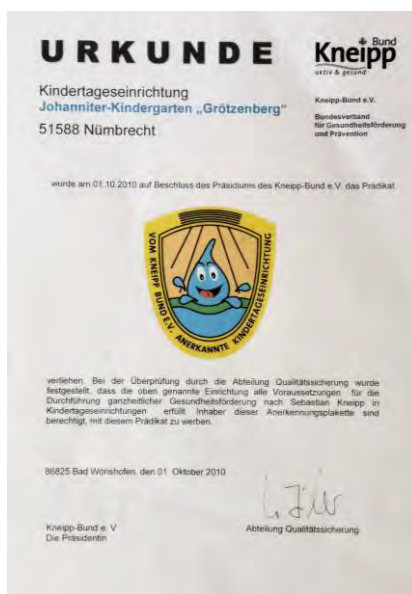 URKUNDE
Kneipp Bund
aktiv & gesund
Kindertageseinrichtung
Johanniter-Kindergarten „Grötzenberg"
51588 Nümbrecht
Kneipp-Bund e.V.
Bundesverband
für Gesundheitsförderung
und Prävention
wurde am 01.10.2010 auf Beschluss des Präsidiums des Kneipp-Bund e.V. das Prädikat
VOM KNEIPP BUND E.V. ANERKANNTE KINDERTAGESEINRICHTUNG
verliehen. Bei der Überprüfung durch die Abteilung Qualitätssicherung wurde
festgestellt, dass die oben genannte Einrichtung alle Voraussetzungen für die
Durchführung ganzheitlicher Gesundheitsförderung nach Sebastian Kneipp in
Kindertageseinrichtungen erfüllt. Inhaber dieser Anerkennungsplakette sind
berechtigt, mit diesem Prädikat zu werben.
86825 Bad Wörishofen, den 01. Oktober 2010
Kneipp-Bund e. V.
Die Präsidentin
Abteilung Qualitätssicherung